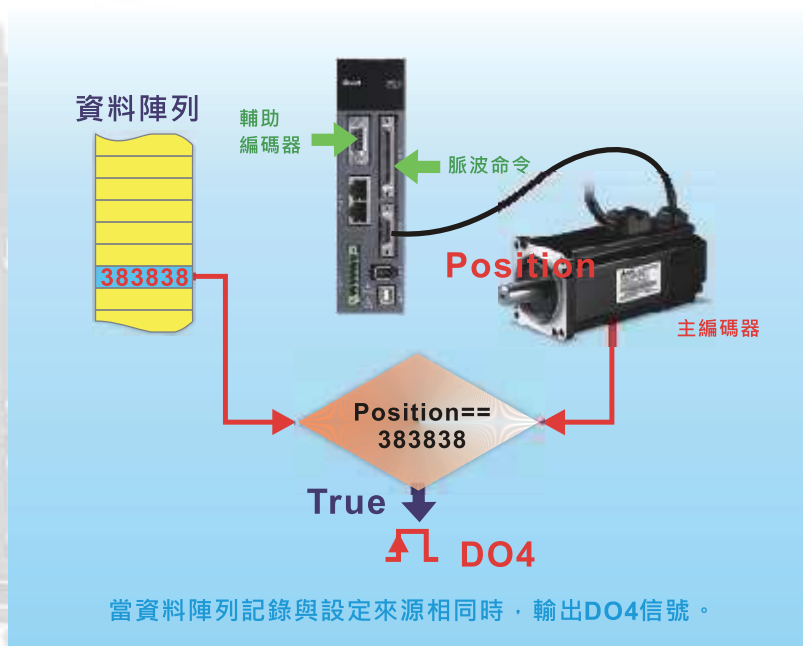 資料陣列
輔助
編碼器
脈波命令
383838
Position
主編碼器
Position==
383838
True
DO4
當資料陣列記錄與設定來源相同時，輸出DO4信號。